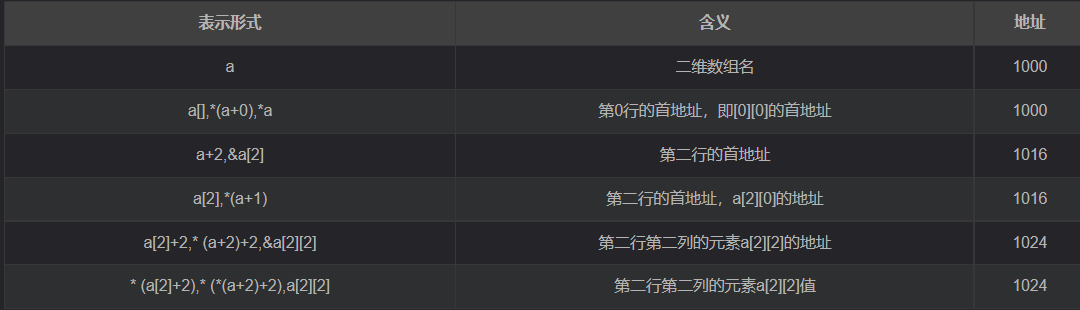 表示形式 含义 地址
a 二维数组名 1000
a[],*(a+0),*a 第0行的首地址，即[0][0]的首地址 1000
a+2,&a[2] 第二行的首地址 1016
a[2],*(a+1) 第二行的首地址，a[2][0]的地址 1016
a[2]+2,* (a+2)+2,&a[2][2] 第二行第二列的元素a[2][2]的地址 1024
* (a[2]+2),* (*(a+2)+2),a[2][2] 第二行第二列的元素a[2][2]值 1024